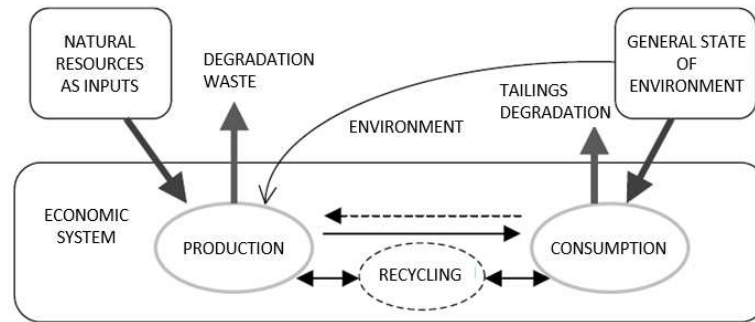 NATURAL
RESOURCES
AS INPUTS
DEGRADATION
WASTE
ENVIRONMENT
TAILINGS
DEGRADATION
GENERAL STATE
OF
ENVIRONMENT
ECONOMIC
SYSTEM
PRODUCTION
RECYCLING
CONSUMPTION